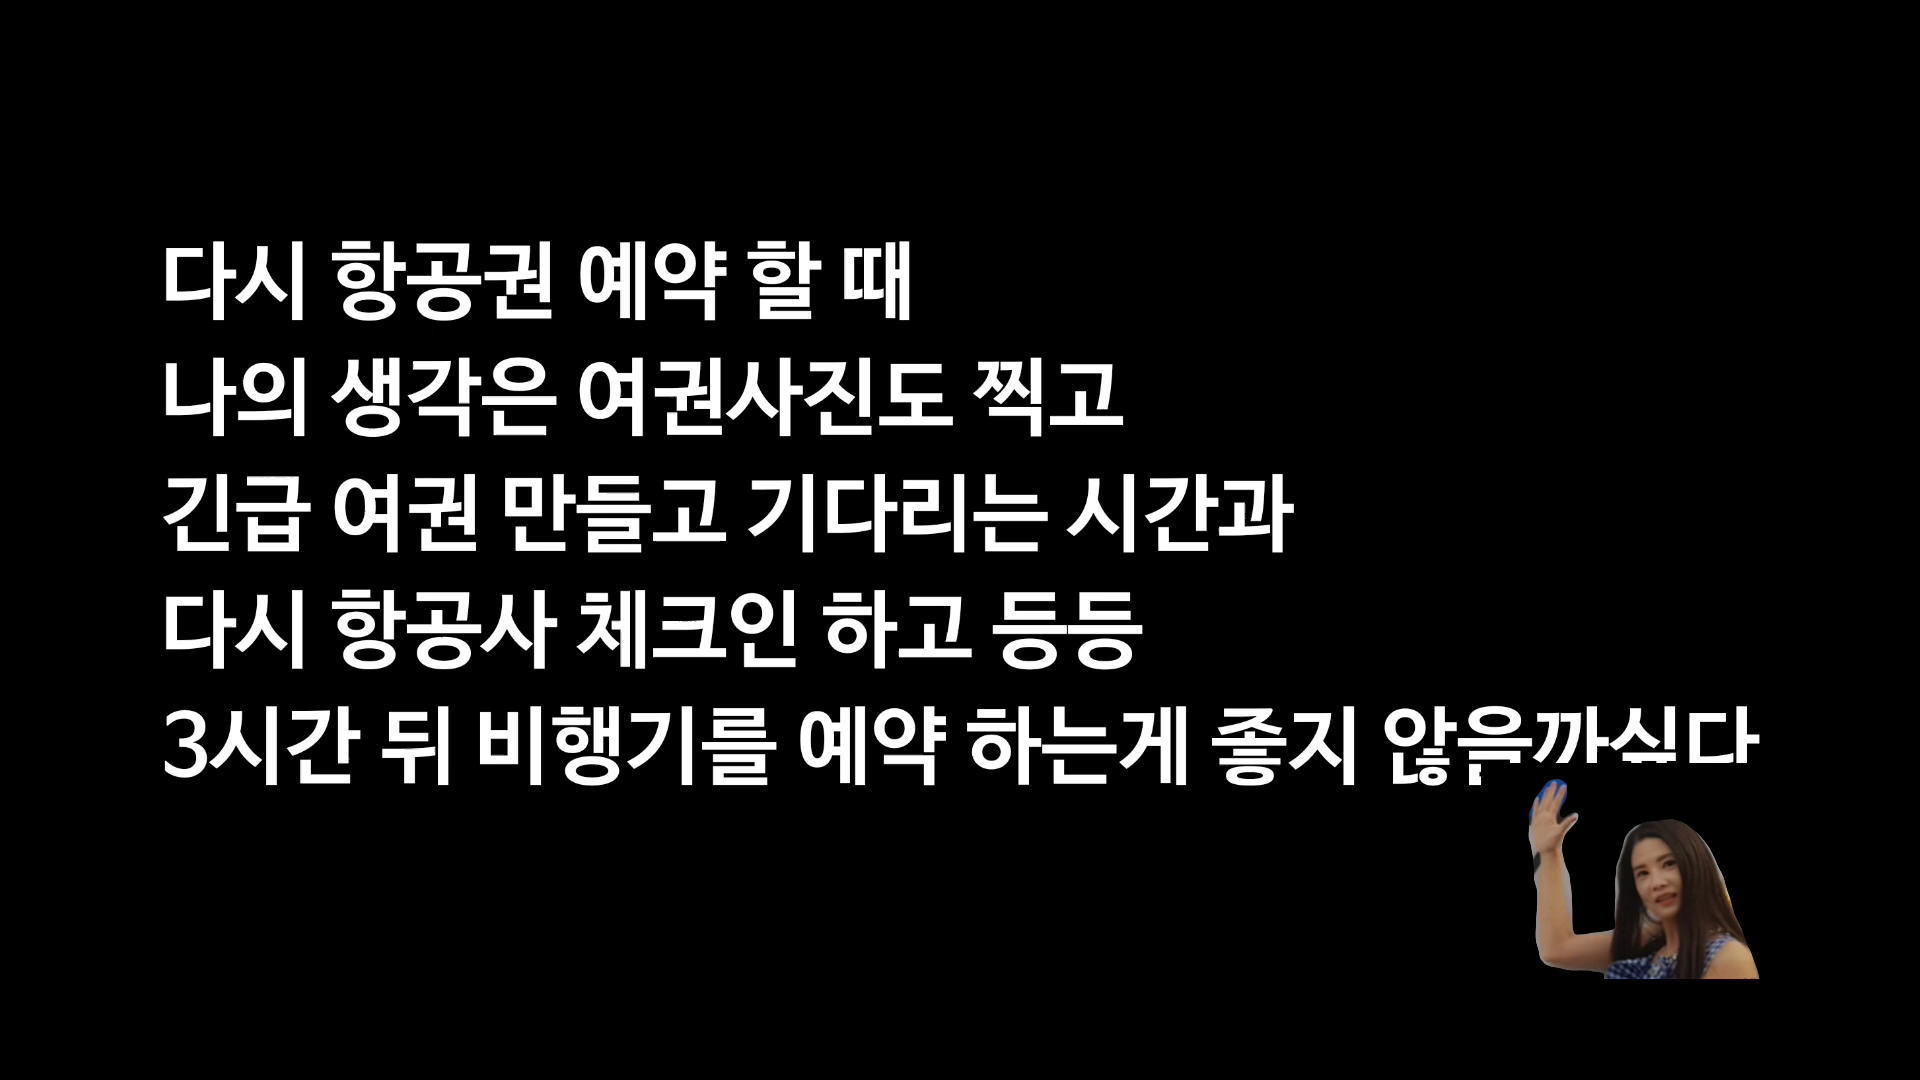 다시 항공권 예약 할 때
나의 생각은 여권사진도 찍고
긴급 여권 만들고 기다리는 시간과
다시 항공사 체크인 하고 등등
3시간 뒤 비행기를 예약 하는게 좋지 않을까싶다